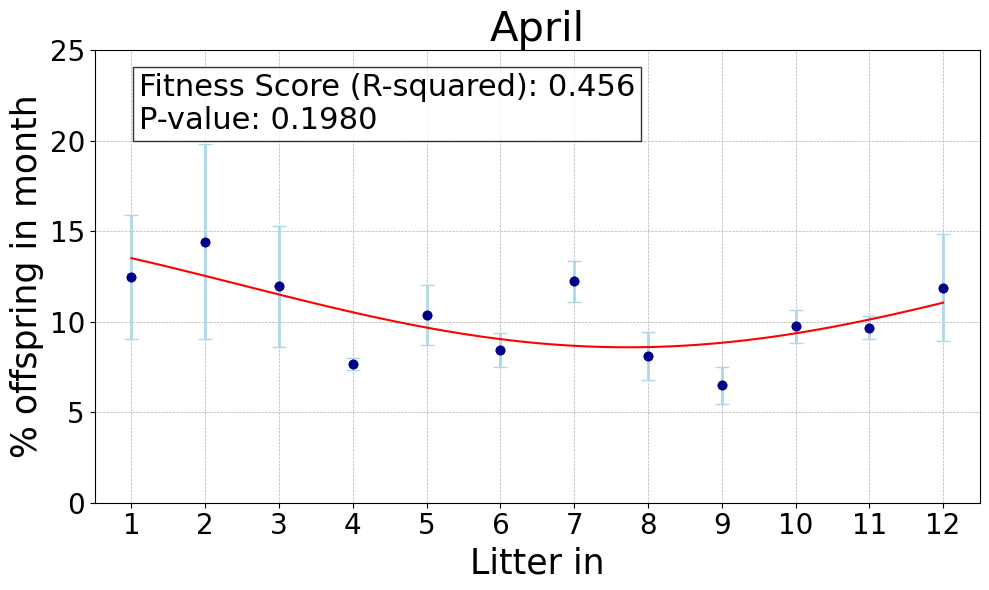 April
Fitness Score (R-squared): 0.456
P-value: 0.1980
% offspring in month
25
20
15
10
5
0
1 2 3 4 5 6 7 8 9 10 11 12
Litter in